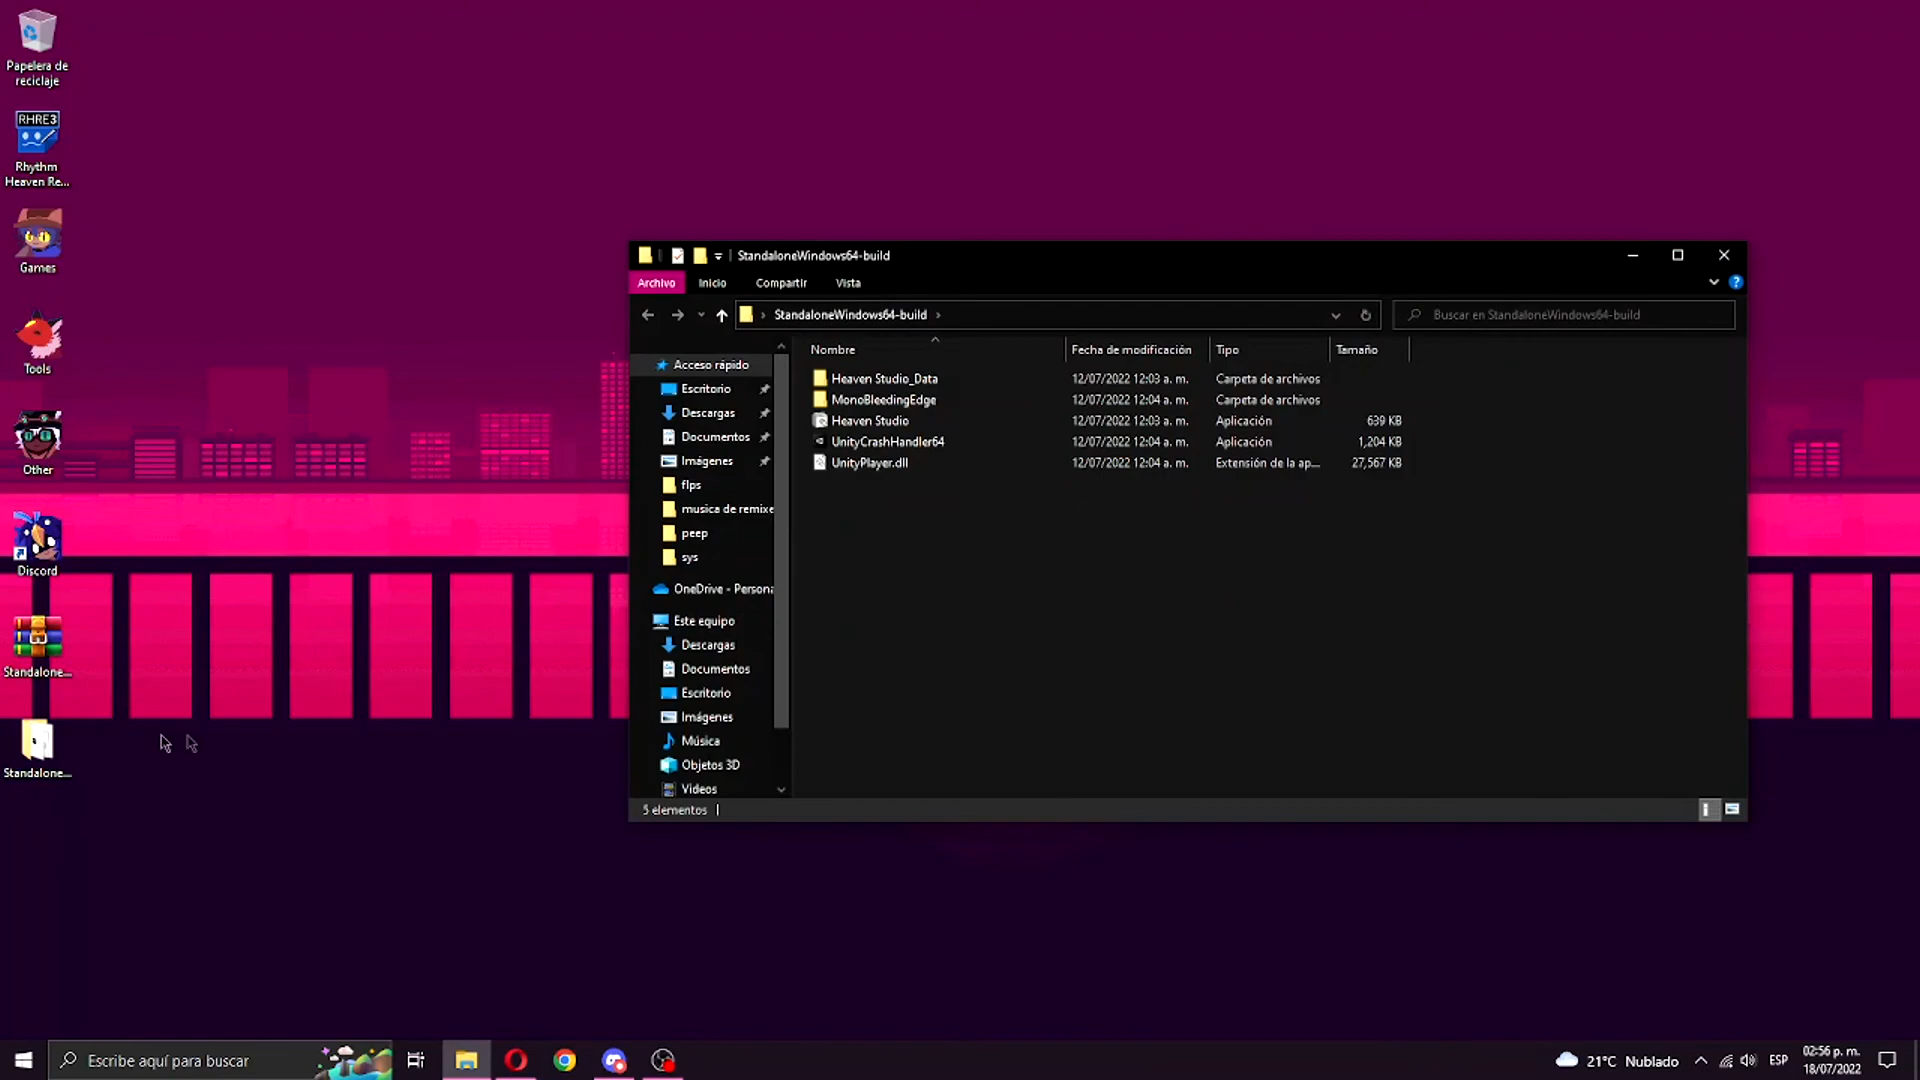 Papelera de
reciclaje
RHRE3
Rhythm
Heaven Re...
Games
Tools
Other
Discord
Standalone...
Standalone...
StandaloneWindows64-build
Archivo
Inicio
Compartir
Vista
StandaloneWindows64-build
Buscar en StandaloneWindows64-build
Acceso rápido
Escritorio
Descargas
Documentos
Imágenes
flps
musica de remixe
peep
sys
OneDrive - Persona
Este equipo
Descargas
Documentos
Escritorio
Imágenes
Música
Objetos 3D
Videos
Nombre Fecha de modificación Tipo Tamaño
Heaven Studio_Data 12/07/2022 12:03 a. m. Carpeta de archivos
MonoBleedingEdge 12/07/2022 12:04 a. m. Carpeta de archivos
Heaven Studio 12/07/2022 12:03 a. m. Aplicación 639 KB
UnityCrashHandler64 12/07/2022 12:04 a. m. Aplicación 1,204 KB
UnityPlayer.dll 12/07/2022 12:04 a. m. Extensión de la ap... 27,567 KB
5 elementos
Escribe aquí para buscar
21°C Nublado
ESP
02:56 p. m.
18/07/2022